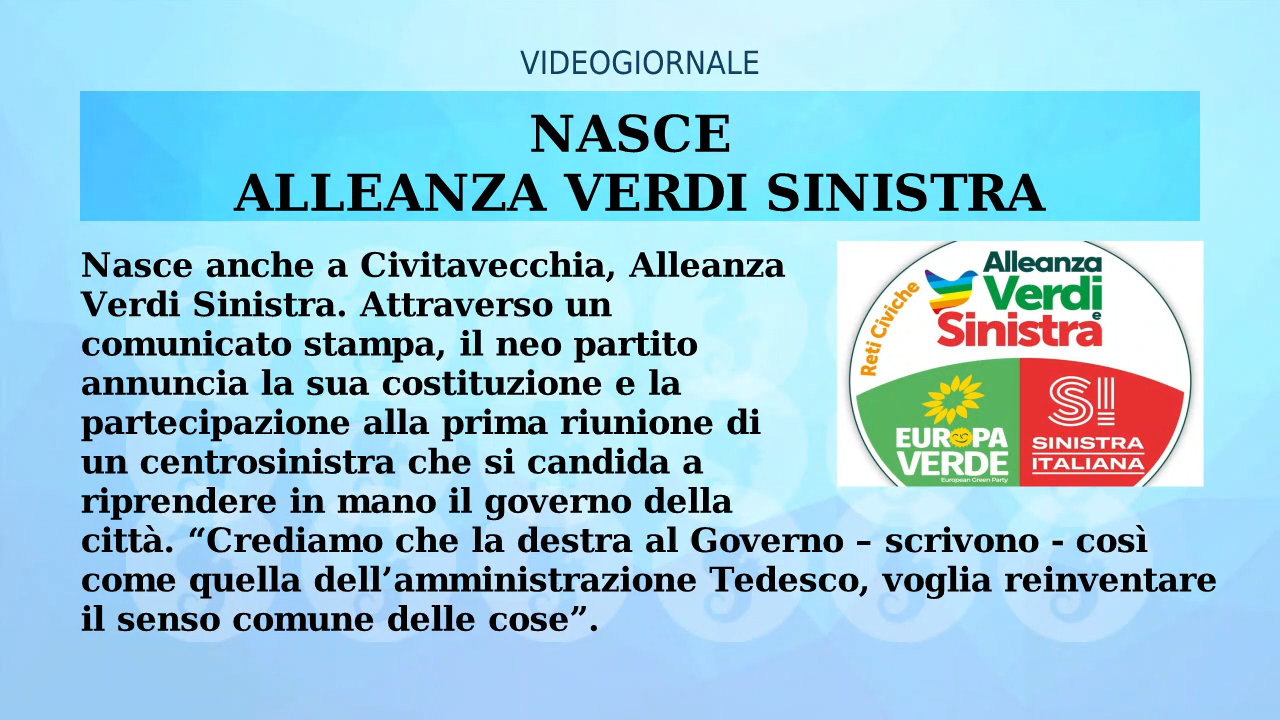 VIDEOGIORNALE
NASCE
ALLEANZA VERDI SINISTRA
Nasce anche a Civitavecchia, Alleanza
Verdi Sinistra. Attraverso un
comunicato stampa, il neo partito
annuncia la sua costituzione e la
partecipazione alla prima riunione di
un centrosinistra che si candida a
riprendere in mano il governo della
città. “Crediamo che la destra al Governo – scrivono - così
come quella dell’amministrazione Tedesco, voglia reinventare
il senso comune delle cose”.
Reti Civiche
Alleanza
Verdi
e
Sinistra
EUROPA
VERDE
European Green Party
SI
SINISTRA
ITALIANA